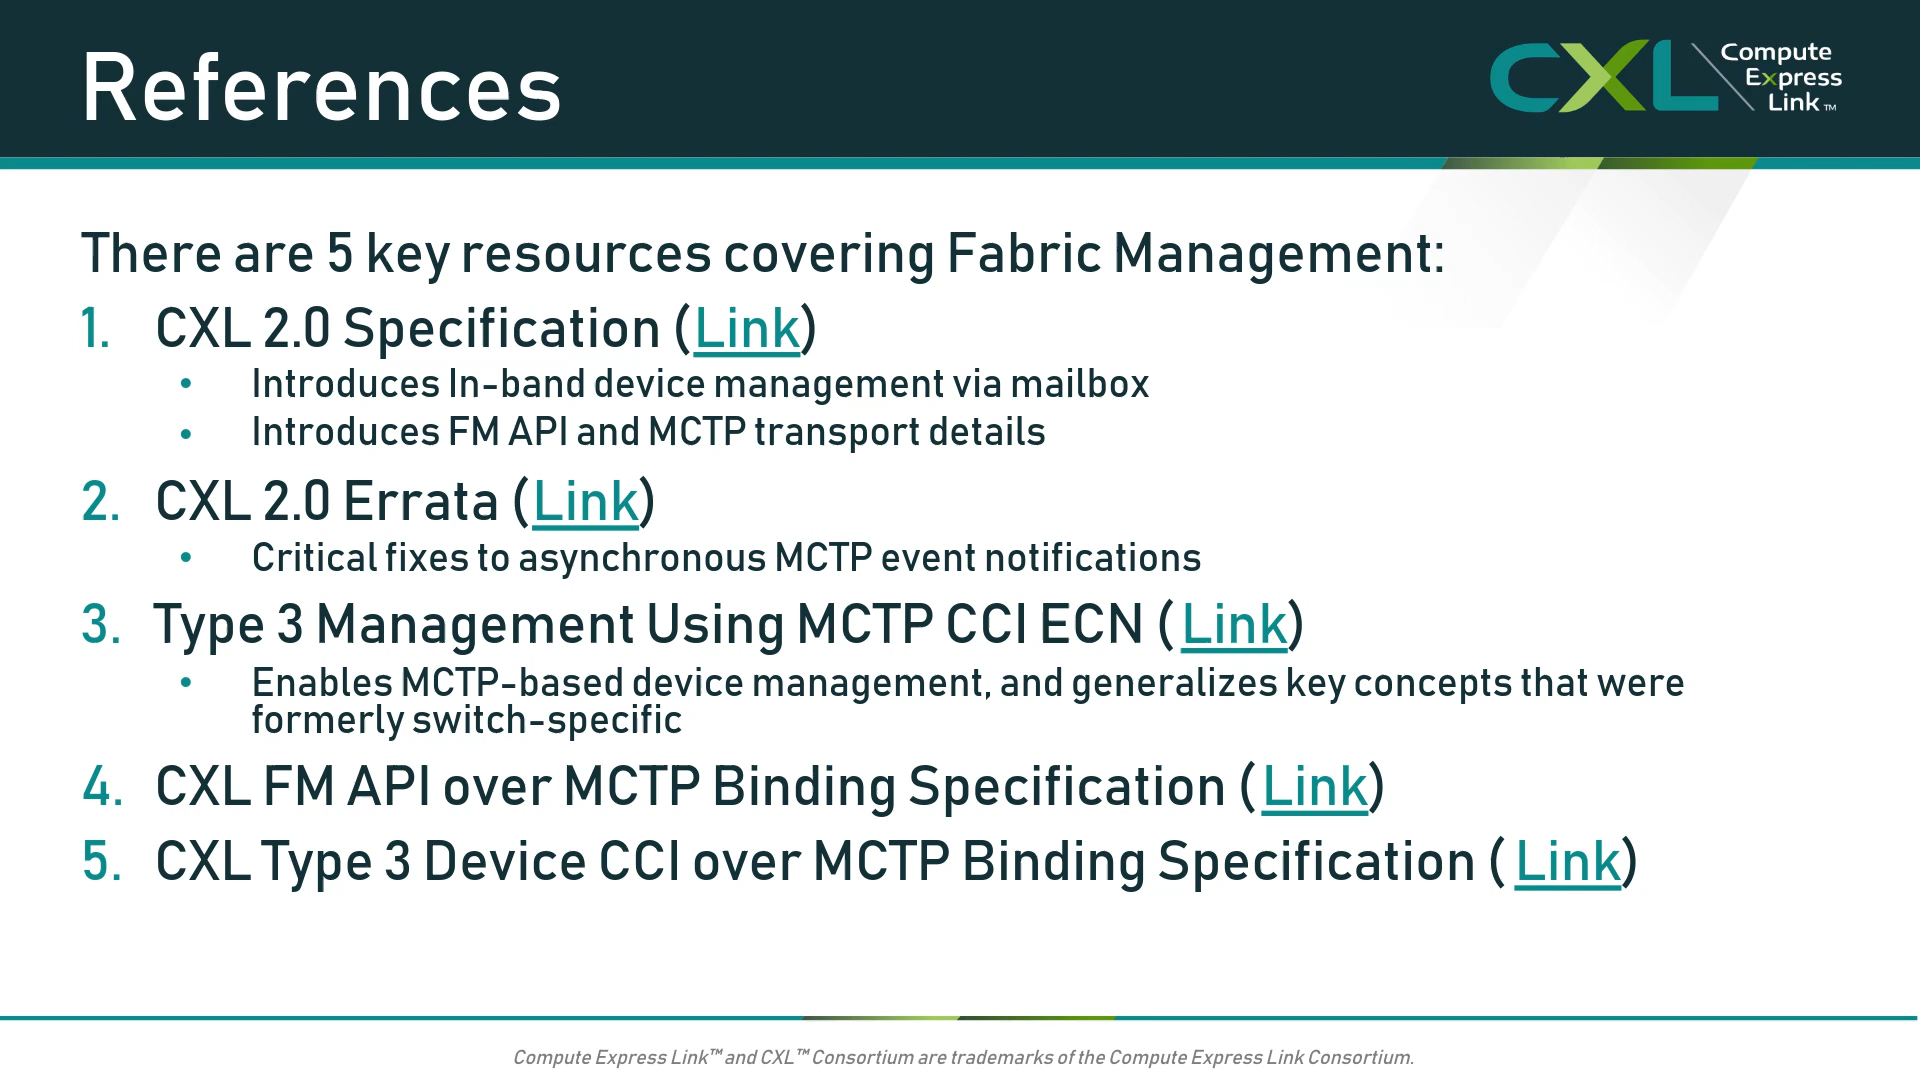 References
CXL
Compute
Express
Link™
There are 5 key resources covering Fabric Management:
1. CXL 2.0 Specification (Link)
• Introduces In-band device management via mailbox
• Introduces FM API and MCTP transport details
2. CXL 2.0 Errata (Link)
• Critical fixes to asynchronous MCTP event notifications
3. Type 3 Management Using MCTP CCI ECN (Link)
• Enables MCTP-based device management, and generalizes key concepts that were
formerly switch-specific
4. CXL FM API over MCTP Binding Specification (Link)
5. CXL Type 3 Device CCI over MCTP Binding Specification (Link)
Compute Express Link™ and CXL™ Consortium are trademarks of the Compute Express Link Consortium.